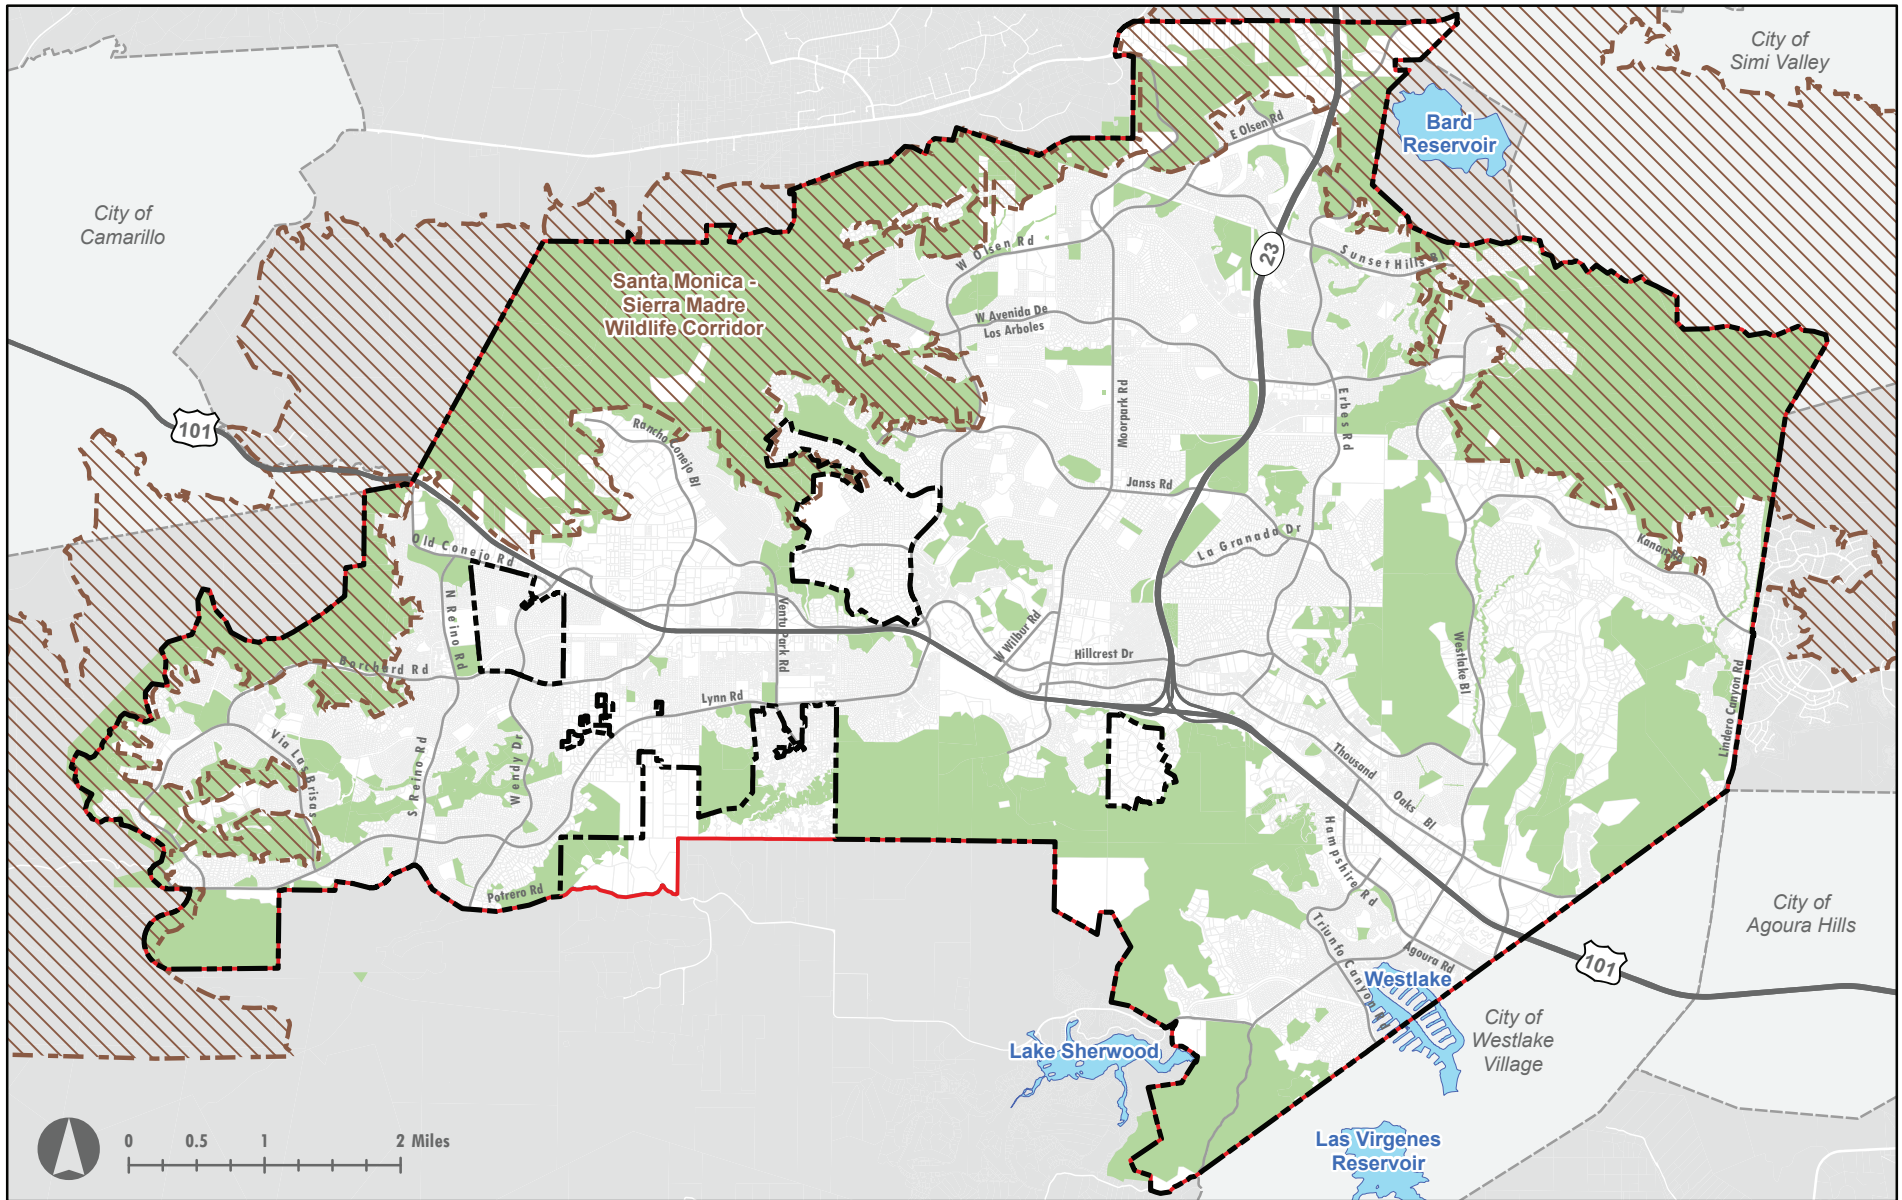 City of
Simi Valley
Bard
Reservoir
E Olsen Rd
City of
Camarillo
W Olsen Rd
23
Sunset Hills Bl
Santa Monica -
Sierra Madre
Wildlife Corridor
W Avenida De
Los Arboles
Moorpark Rd
Erbes Rd
101
Rancho Conejo Bl
Janss Rd
La Granada Dr
Kanan Rd
Old Conejo Rd
N Reino Rd
Ventu Park Rd
W Wilbur Rd
Hillcrest Dr
Westlake Bl
Borchard Rd
Lynn Rd
Lindero Canyon Rd
Via Las Brisas
S Reino Rd
Wendy Dr
Thousand Oaks Bl
Hampshire Rd
Potrero Rd
City of
Agoura Hills
Triunfo Canyon Rd
Agoura Rd
101
Westlake
City of
Westlake
Village
Lake Sherwood
Las Virgenes
Reservoir
0 0.5 1 2 Miles